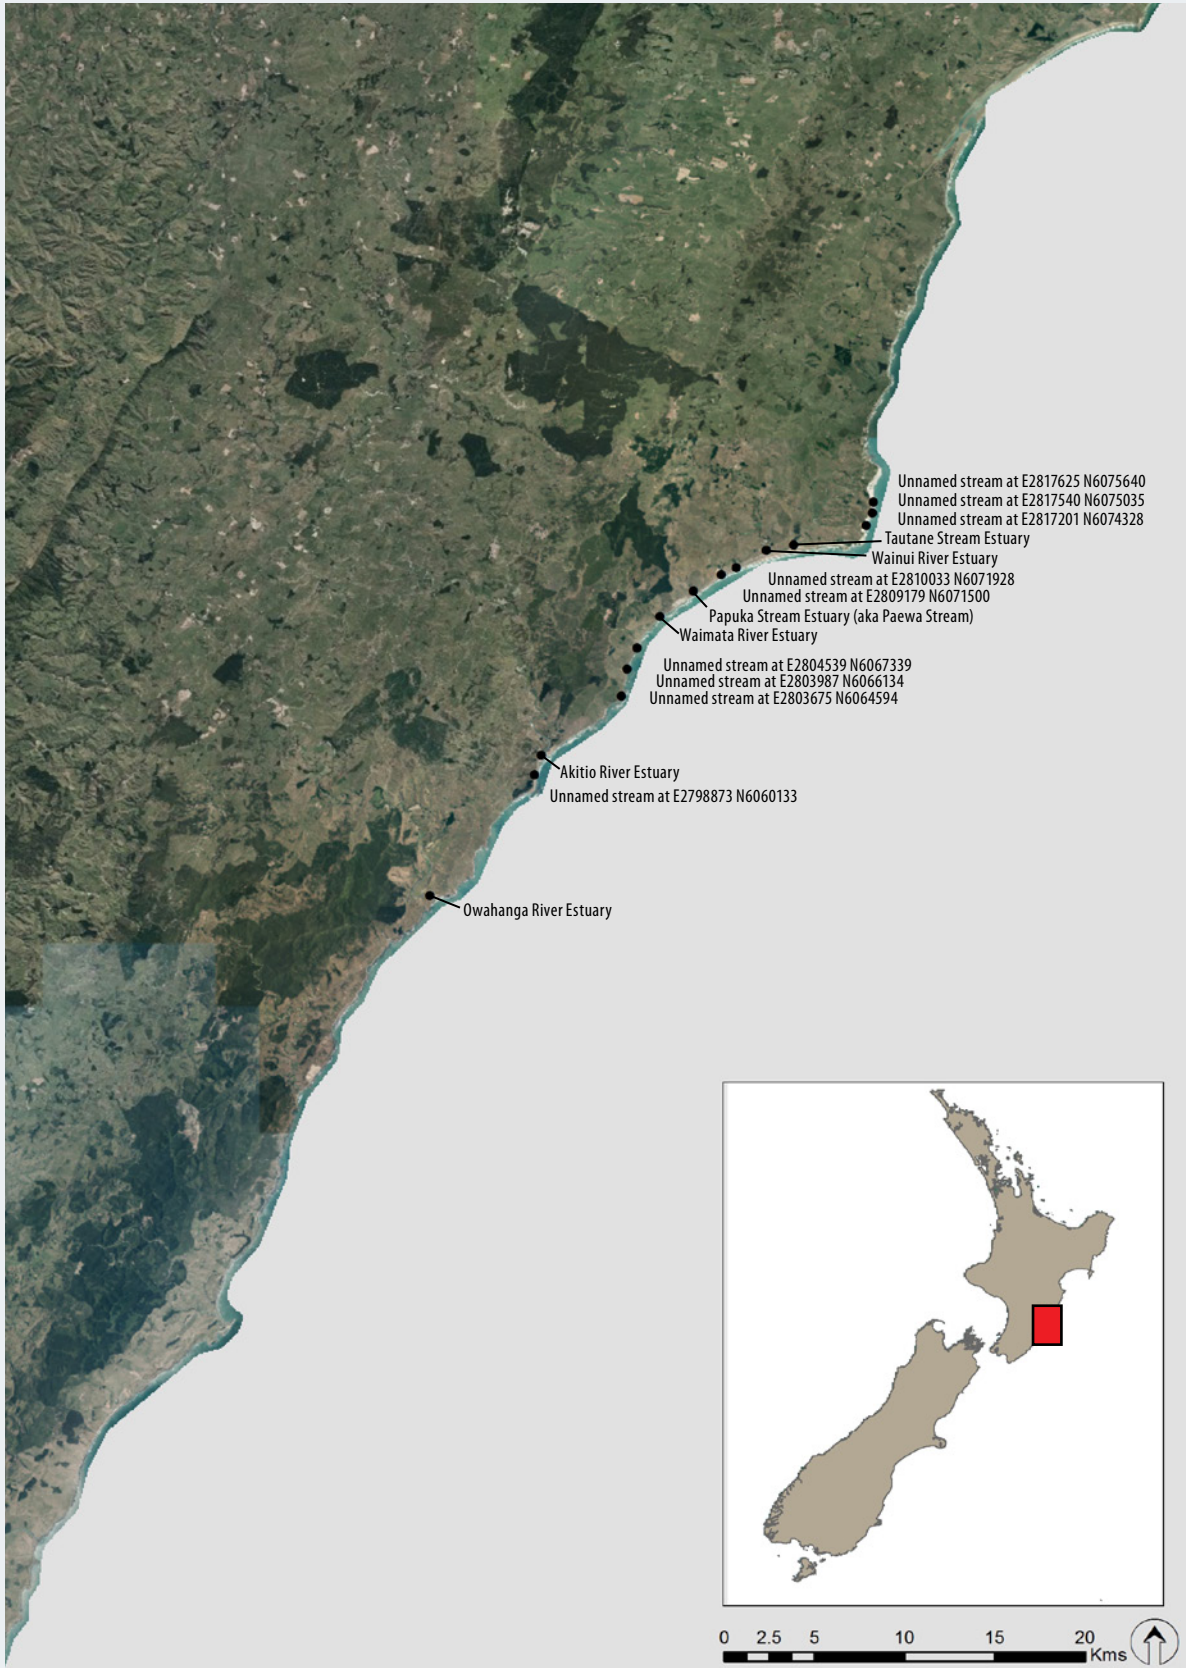 Unnamed stream at E2817625 N6075640
Unnamed stream at E2817540 N6075035
Unnamed stream at E2817201 N6074328
Tautane Stream Estuary
Wainui River Estuary
Unnamed stream at E2810033 N6071928
Unnamed stream at E2809179 N6071500
Papuka Stream Estuary (aka Paewa Stream)
Waimata River Estuary
Unnamed stream at E2804539 N6067339
Unnamed stream at E2803987 N6066134
Unnamed stream at E2803675 N6064594
Akitio River Estuary
Unnamed stream at E2798873 N6060133
Owahanga River Estuary
0 2.5 5 10 15 20
Kms